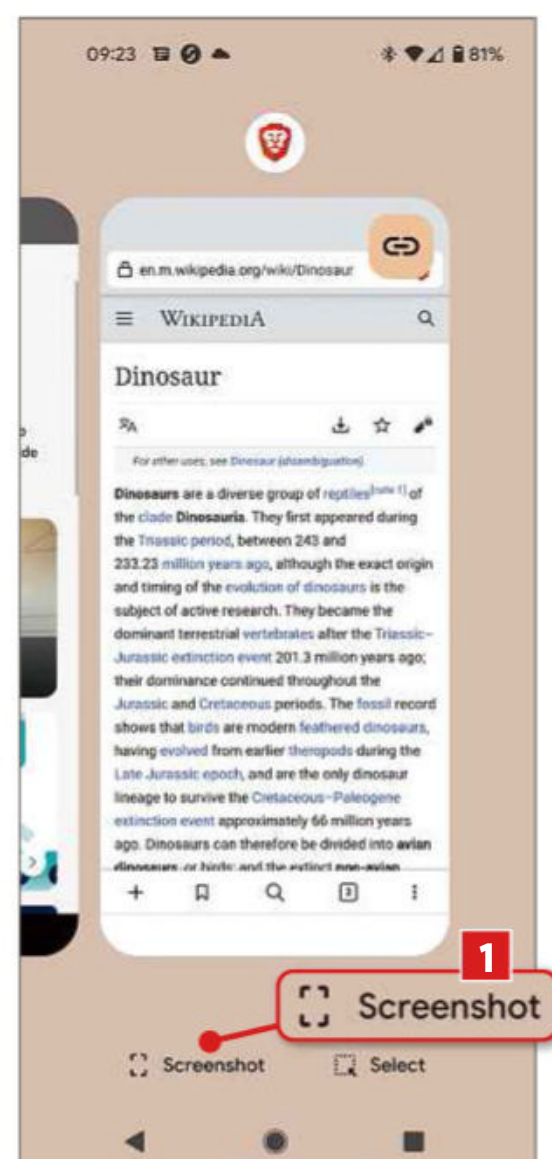 09:23 81%
en.m.wikipedia.org/wiki/Dinosaur
WIKIPEDIA
Dinosaur
de
For other uses, see Dinosaur (disambiguation).
Dinosaurs are a diverse group of reptiles[note 1] of
the clade Dinosauria. They first appeared during
the Triassic period, between 243 and
233.23 million years ago, although the exact origin
and timing of the evolution of dinosaurs is the
subject of active research. They became the
dominant terrestrial vertebrates after the Triassic–
Jurassic extinction event 201.3 million years ago;
their dominance continued throughout the
Jurassic and Cretaceous periods. The fossil record
shows that birds are modern feathered dinosaurs,
having evolved from earlier theropods during the
Late Jurassic epoch, and are the only dinosaur
lineage to survive the Cretaceous–Paleogene
extinction event approximately 66 million years
ago. Dinosaurs can therefore be divided into avian
dinosaurs, or birds; and the extinct non-avian
3
1
Screenshot
Screenshot Select